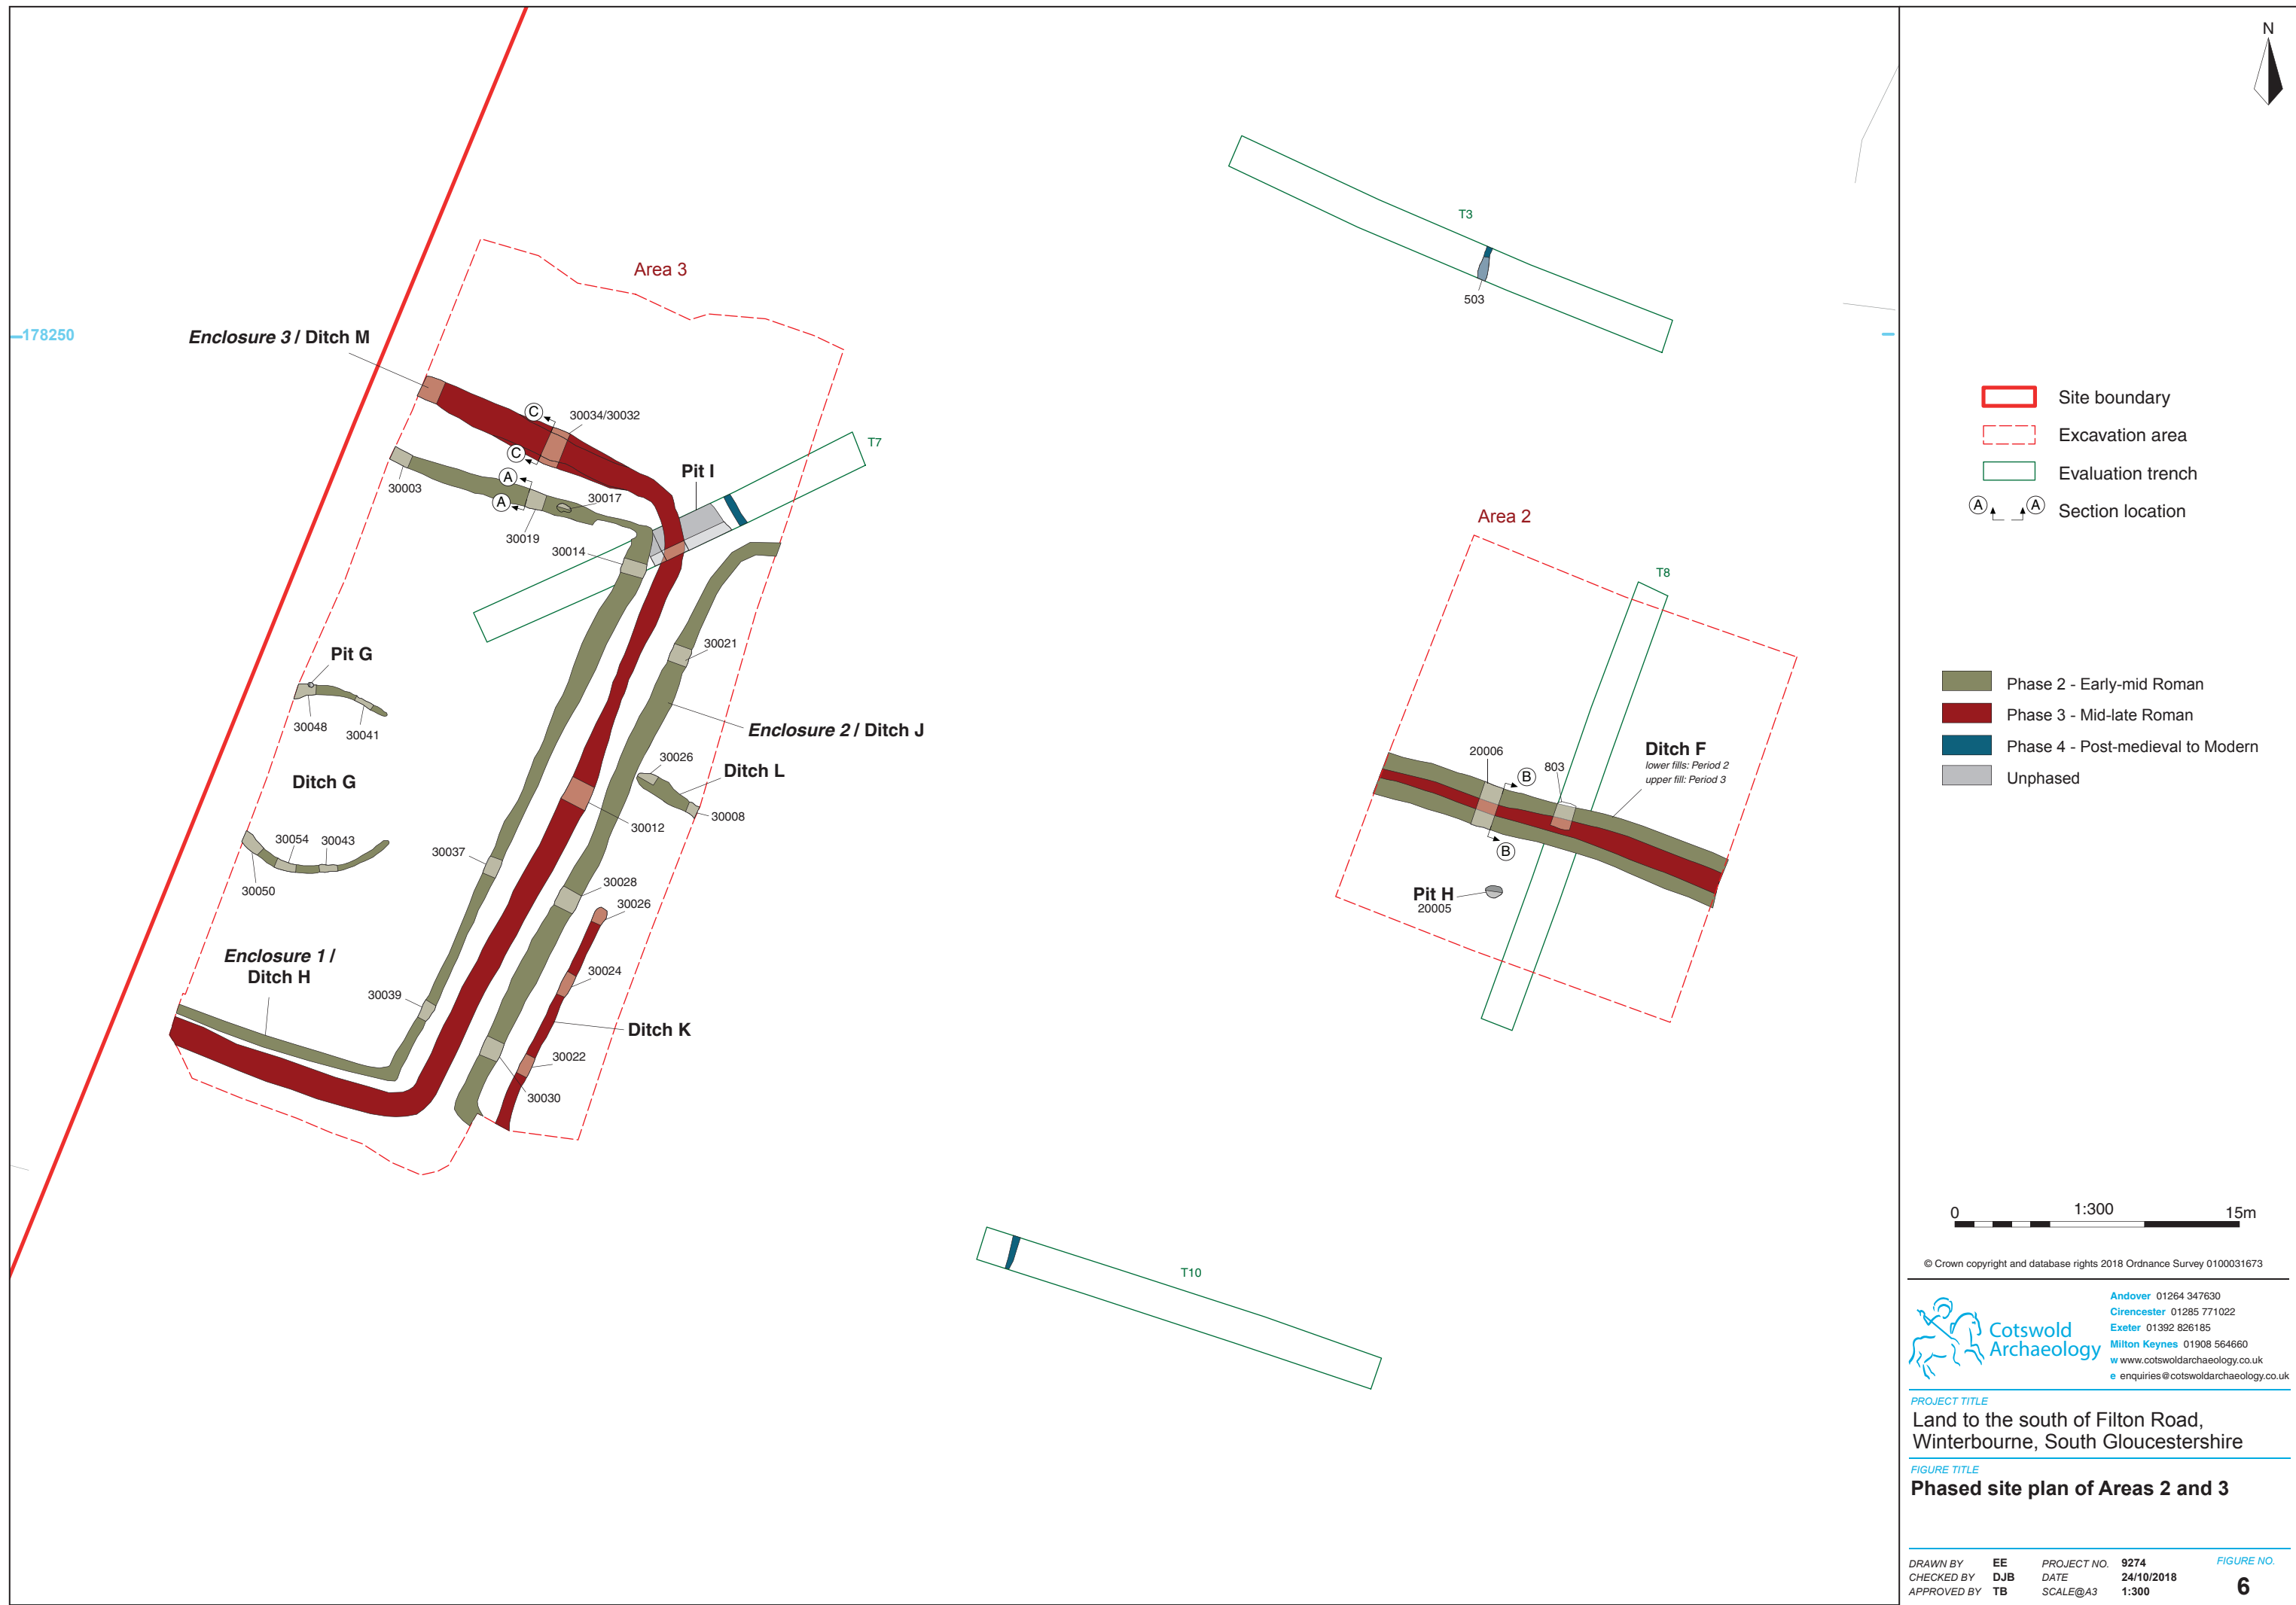 N
T3
503
Area 3
178250
Enclosure 3 / Ditch M
C
30034/30032
C
T7
Pit I
A
30003
30017
A
30019
30014
Area 2
T8
30021
Pit G
30048
30041
Enclosure 2 / Ditch J
30026
Ditch L
30008
Ditch G
30012
30054
30043
30037
30050
30028
30026
Enclosure 1 /
Ditch H
30024
30039
Ditch K
30022
30030
20006
B
803
Ditch F
lower fills: Period 2
upper fill: Period 3
B
Pit H
20005
T10
Site boundary
Excavation area
Evaluation trench
A A Section location
Phase 2 - Early-mid Roman
Phase 3 - Mid-late Roman
Phase 4 - Post-medieval to Modern
Unphased
0 1:300 15m
© Crown copyright and database rights 2018 Ordnance Survey 0100031673
Cotswold
Archaeology
Andover 01264 347630
Cirencester 01285 771022
Exeter 01392 826185
Milton Keynes 01908 564660
w www.cotswoldarchaeology.co.uk
e enquiries@cotswoldarchaeology.co.uk
PROJECT TITLE
Land to the south of Filton Road,
Winterbourne, South Gloucestershire
FIGURE TITLE
Phased site plan of Areas 2 and 3
DRAWN BY EE PROJECT NO. 9274 FIGURE NO.
CHECKED BY DJB DATE 24/10/2018
APPROVED BY TB SCALE@A3 1:300 6